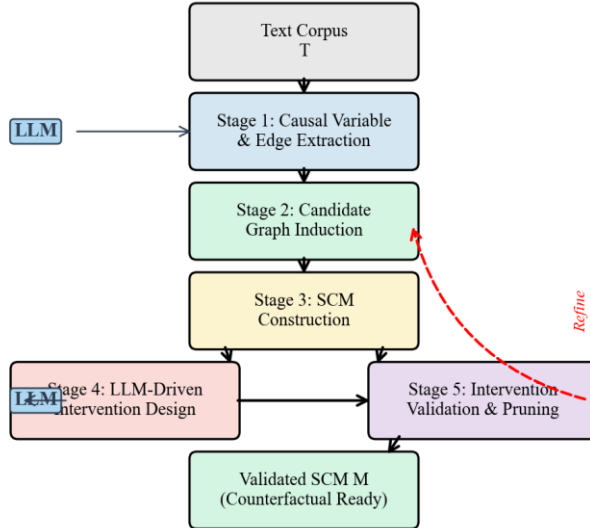 Text Corpus
T
LLM
Stage 1: Causal Variable
& Edge Extraction
Stage 2: Candidate
Graph Induction
Refine
Stage 3: SCM
Construction
LLM
Stage 4: LLM-Driven
Intervention Design
Stage 5: Intervention
Validation & Pruning
Validated SCM M
(Counterfactual Ready)